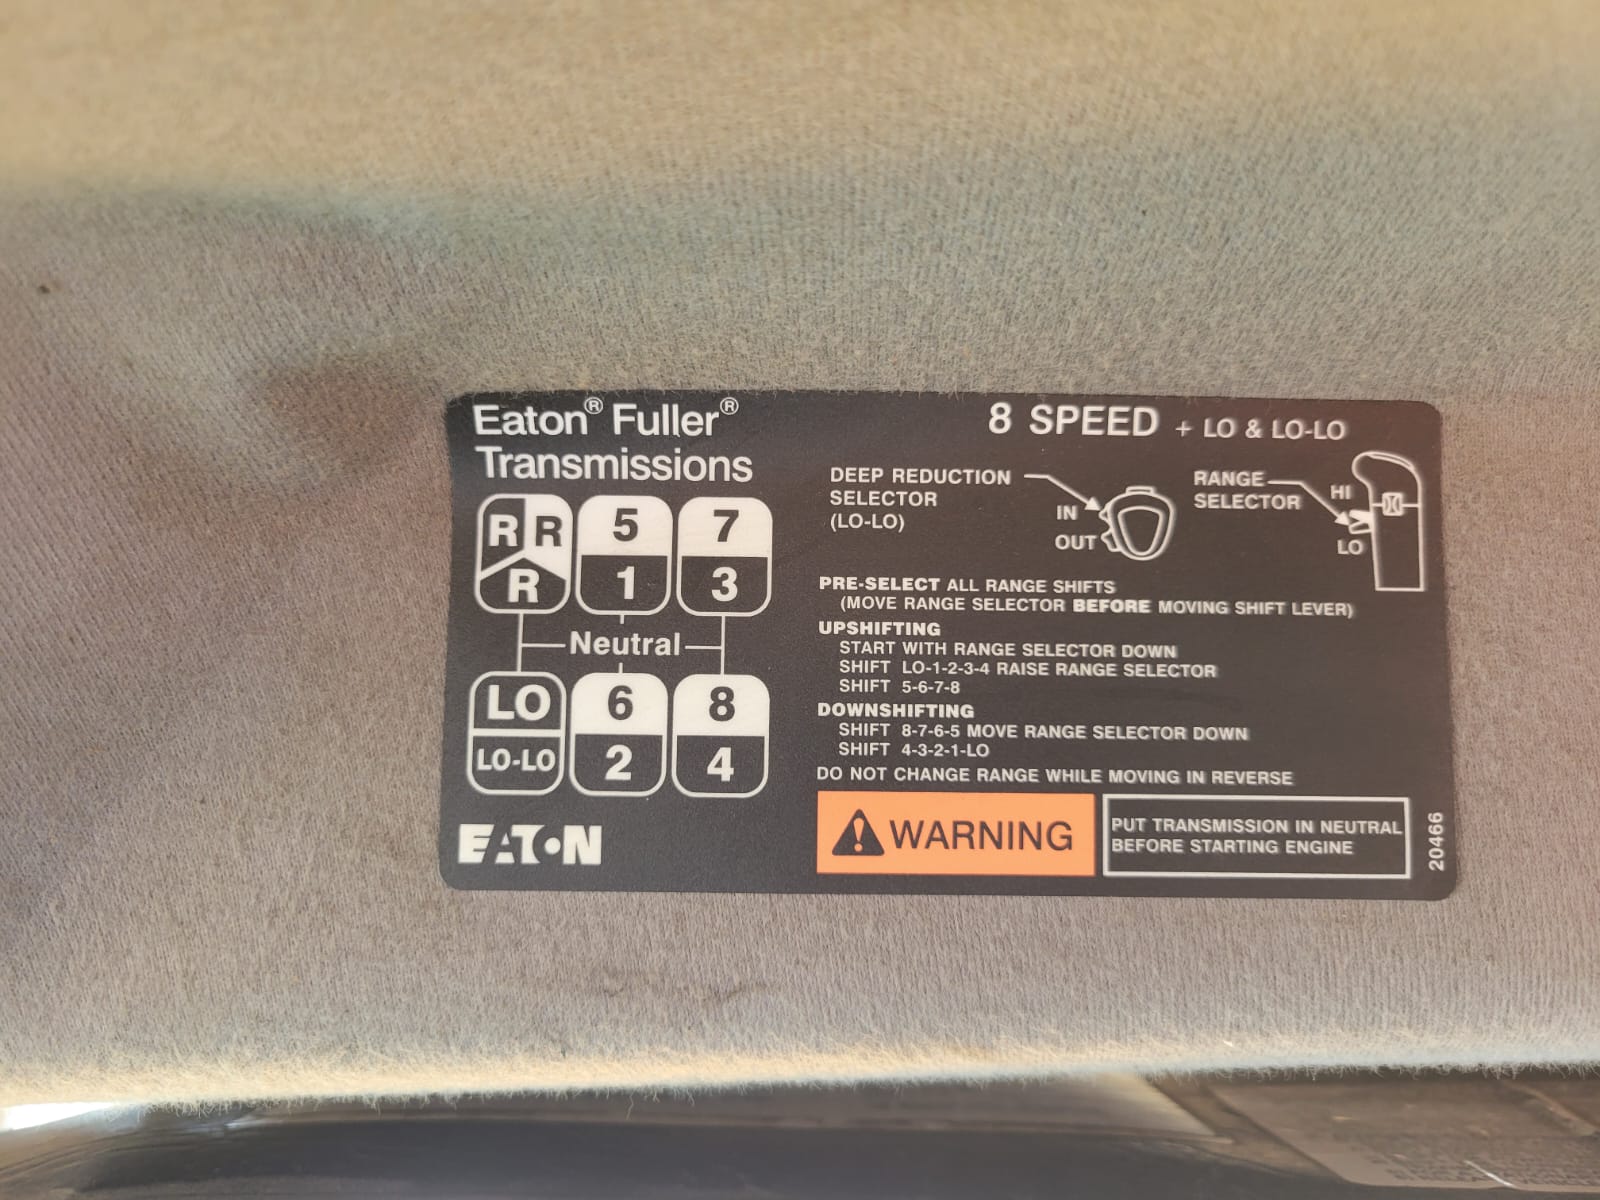 Eaton® Fuller®
Transmissions
8 SPEED + LO & LO-LO
R R
R
5
1
7
3
Neutral
LO
LO-LO
6
2
8
4
EATON
DEEP REDUCTION
SELECTOR
(LO-LO)
IN
OUT
RANGE
SELECTOR
HI
LO
PRE-SELECT ALL RANGE SHIFTS
(MOVE RANGE SELECTOR BEFORE MOVING SHIFT LEVER)
UPSHIFTING
START WITH RANGE SELECTOR DOWN
SHIFT LO-1-2-3-4 RAISE RANGE SELECTOR
SHIFT 5-6-7-8
DOWNSHIFTING
SHIFT 8-7-6-5 MOVE RANGE SELECTOR DOWN
SHIFT 4-3-2-1-LO
DO NOT CHANGE RANGE WHILE MOVING IN REVERSE
WARNING
PUT TRANSMISSION IN NEUTRAL
BEFORE STARTING ENGINE
20466